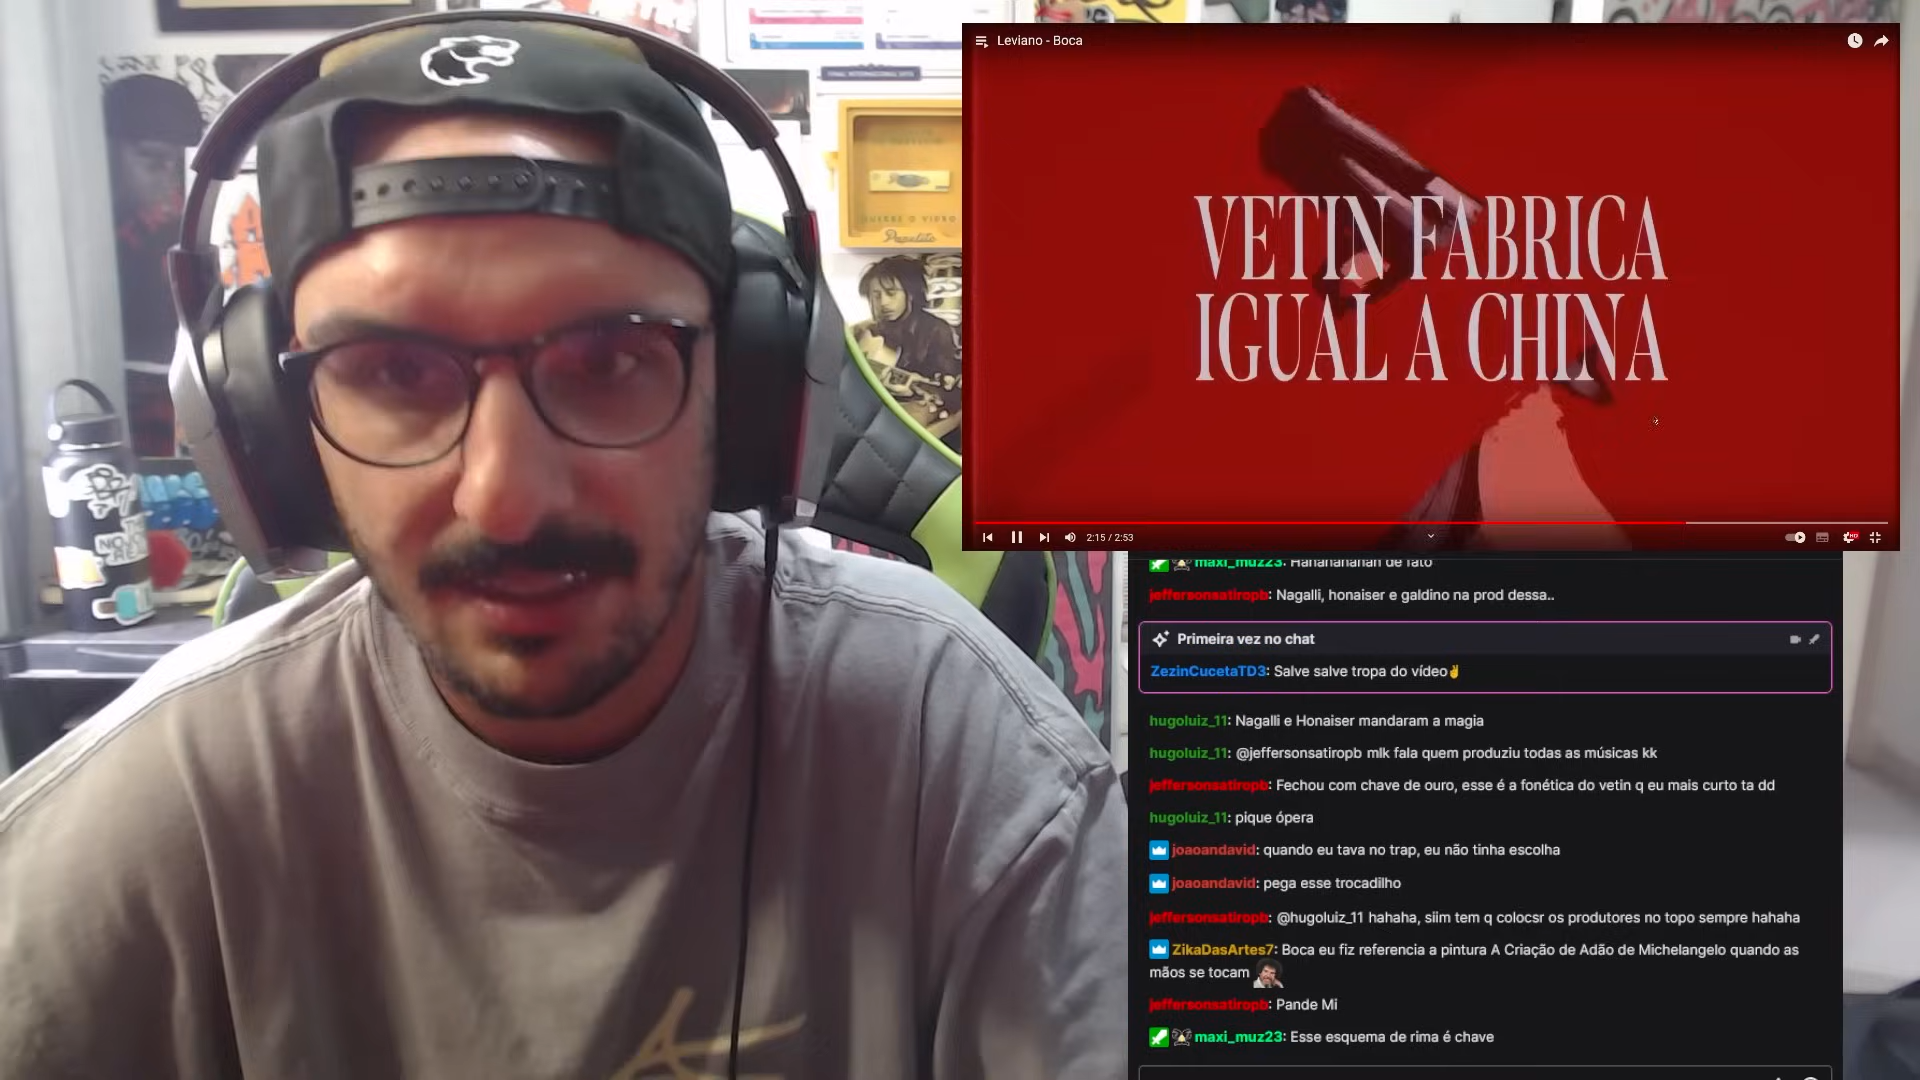 Leviano - Boca
VETIN FABRICA
IGUAL A CHINA
2:15 / 2:53
maxi_muz23: Hahahahahah de fato
jeffersonsatiropb: Nagalli, honaiser e galdino na prod dessa..
Primeira vez no chat
ZezinCucetaTD3: Salve salve tropa do vídeo✌
hugoluiz_11: Nagalli e Honaiser mandaram a magia
hugoluiz_11: @jeffersonsatiropb mlk fala quem produziu todas as músicas kk
jeffersonsatiropb: Fechou com chave de ouro, esse é a fonética do vetin q eu mais curto ta dd
hugoluiz_11: pique ópera
joaoandavid: quando eu tava no trap, eu não tinha escolha
joaoandavid: pega esse trocadilho
jeffersonsatiropb: @hugoluiz_11 hahaha, siim tem q colocsr os produtores no topo sempre hahaha
ZikaDasArtes7: Boca eu fiz referencia a pintura A Criação de Adão de Michelangelo quando as
mãos se tocam
jeffersonsatiropb: Pande Mi
maxi_muz23: Esse esquema de rima é chave